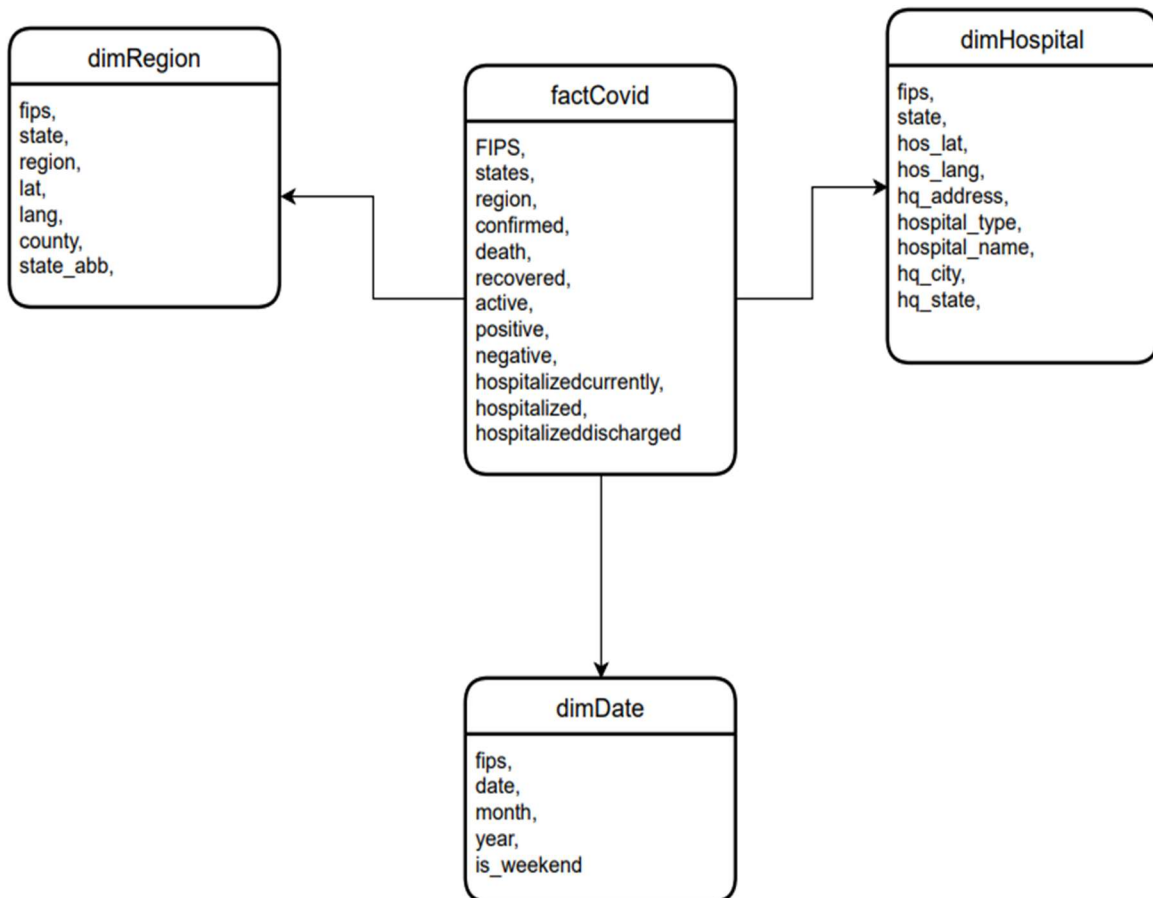 dimRegion
fips,
state,
region,
lat,
lang,
county,
state_abb,
factCovid
FIPS,
states,
region,
confirmed,
death,
recovered,
active,
positive,
negative,
hospitalizedcurrently,
hospitalized,
hospitalizeddischarged
dimHospital
fips,
state,
hos_lat,
hos_lang,
hq_address,
hospital_type,
hospital_name,
hq_city,
hq_state,
dimDate
fips,
date,
month,
year,
is_weekend